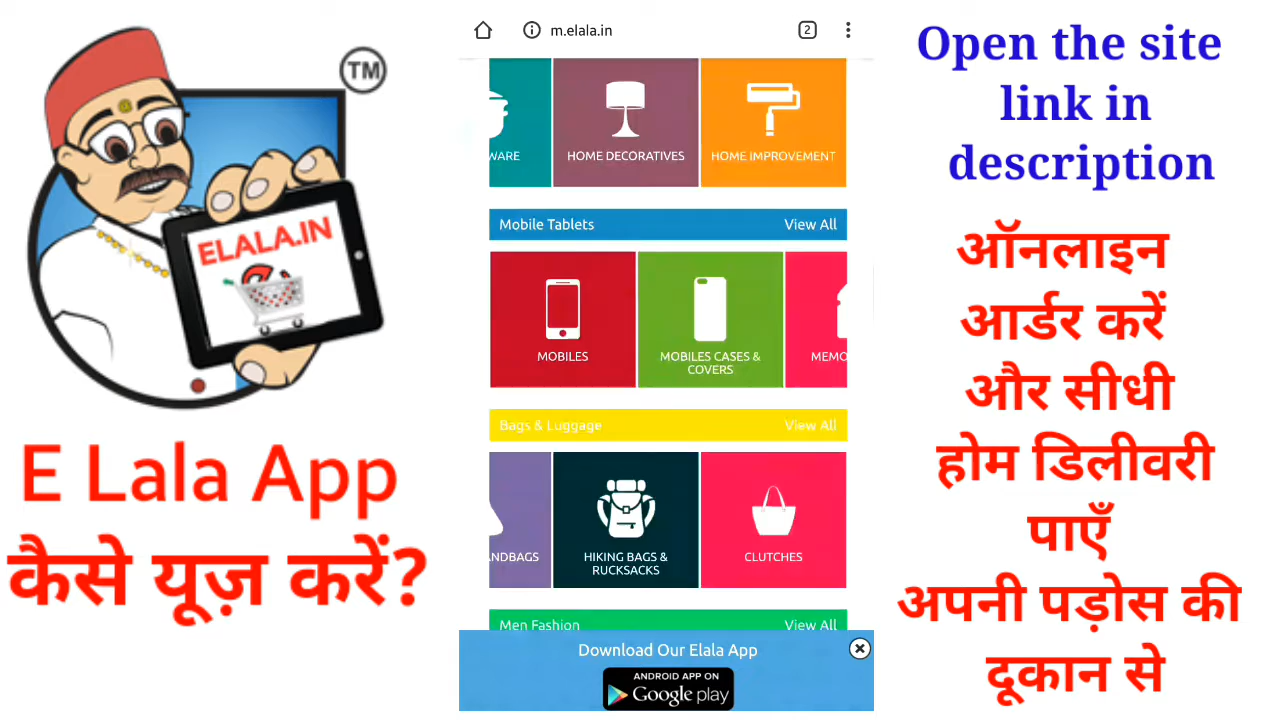 TM
ELALA.IN
E Lala App
कैसे यूज़ करें?
2
m.elala.in
WARE
HOME DECORATIVES
HOME IMPROVEMENT
Mobile Tablets
View All
MOBILES
MOBILES CASES &
COVERS
MEMO
Bags & Luggage
View All
NDBAGS
HIKING BAGS &
RUCKSACKS
CLUTCHES
Men Fashion
View All
Download Our Elala App
ANDROID APP ON
Google play
Open the site
link in
description
ऑनलाइन
आर्डर करें
और सीधी
होम डिलीवरी
पाएँ
अपनी पड़ोस की
दूकान से